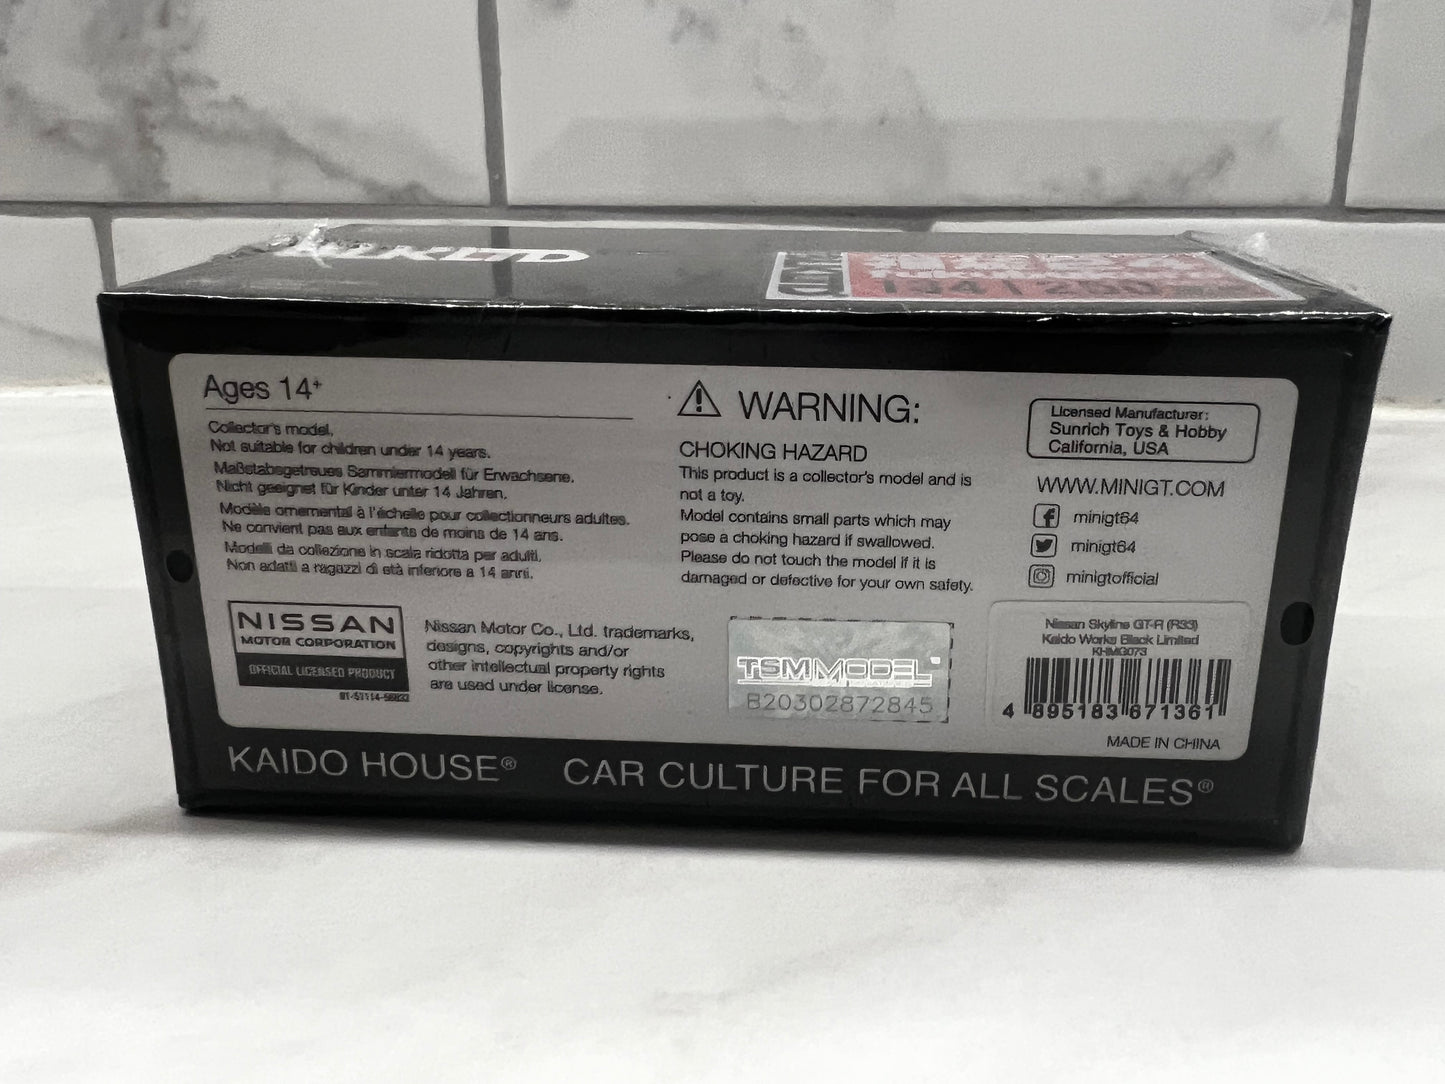 134 | 250
Ages 14+
Collector's model,
Not suitable for children under 14 years.
Maßstabsgetreues Sammlermodell für Erwachsene.
Nicht geeignet für Kinder unter 14 Jahren.
Modèle ornemental à l'échelle pour collectionneurs adultes.
Ne convient pas aux enfants de moins de 14 ans.
Modelli da collezione in scala ridotta per adulti,
Non adatti a ragazzi di età inferiore a 14 anni.
NISSAN
MOTOR CORPORATION
OFFICIAL LICENSED PRODUCT
Nissan Motor Co., Ltd. trademarks,
designs, copyrights and/or
other intellectual property rights
are used under license.
WARNING:
CHOKING HAZARD
This product is a collector's model and is
not a toy.
Model contains small parts which may
pose a choking hazard if swallowed.
Please do not touch the model if it is
damaged or defective for your own safety.
TSMMODEL
B20302872845
Licensed Manufacturer:
Sunrich Toys & Hobby
California, USA
WWW.MINIGT.COM
minigt64
minigt64
minigtofficial
Nissan Skyline GT-R (R33)
Kaido Works Black Limited
KHMG073
4 895183 671361
MADE IN CHINA
KAIDO HOUSE® CAR CULTURE FOR ALL SCALES®